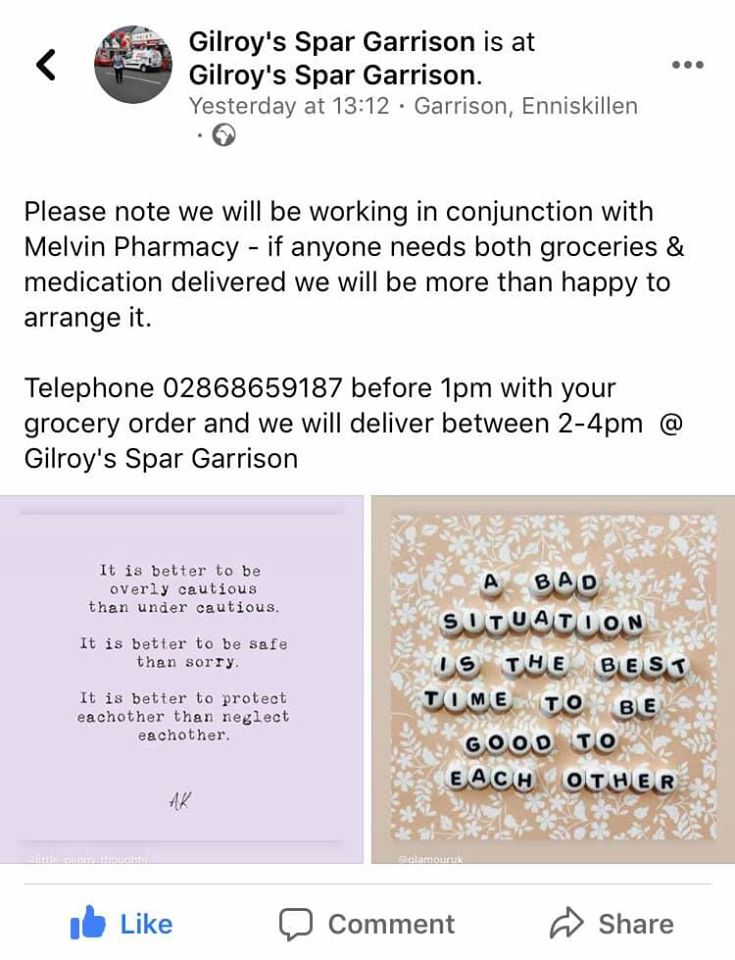 Gilroy's Spar Garrison is at
Gilroy's Spar Garrison.
Yesterday at 13:12 · Garrison, Enniskillen
·
Please note we will be working in conjunction with
Melvin Pharmacy - if anyone needs both groceries &
medication delivered we will be more than happy to
arrange it.
Telephone 02868659187 before 1pm with your
grocery order and we will deliver between 2-4pm @
Gilroy's Spar Garrison
It is better to be
overly cautious
than under cautious.
It is better to be safe
than sorry.
It is better to protect
eachother than neglect
eachother.
AK
@little.penny.thoughts
A BAD
SITUATION
IS THE BEST
TIME TO BE
GOOD TO
EACH OTHER
@glamouruk
Like Comment Share